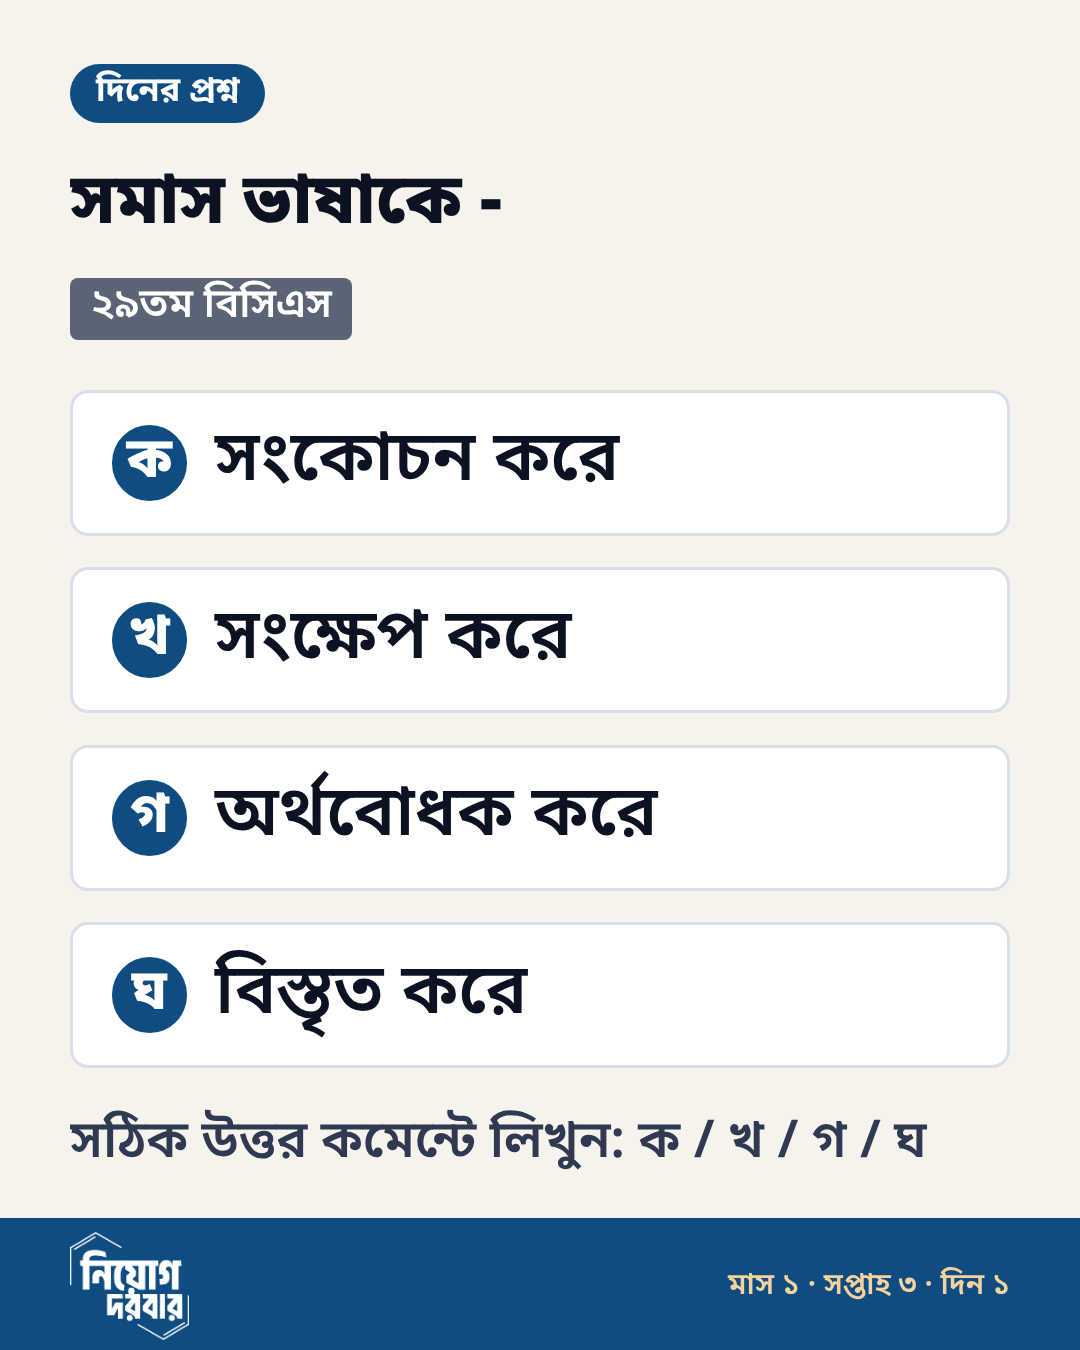 দিনের প্রশ্ন
সমাস ভাষাকে -
২৯তম বিসিএস
ক সংকোচন করে
খ সংক্ষেপ করে
গ অর্থবোধক করে
ঘ বিস্তৃত করে
সঠিক উত্তর কমেন্টে লিখুন: ক / খ / গ / ঘ
নিয়োগ
দরবার
মাস ১ · সপ্তাহ ৩ · দিন ১